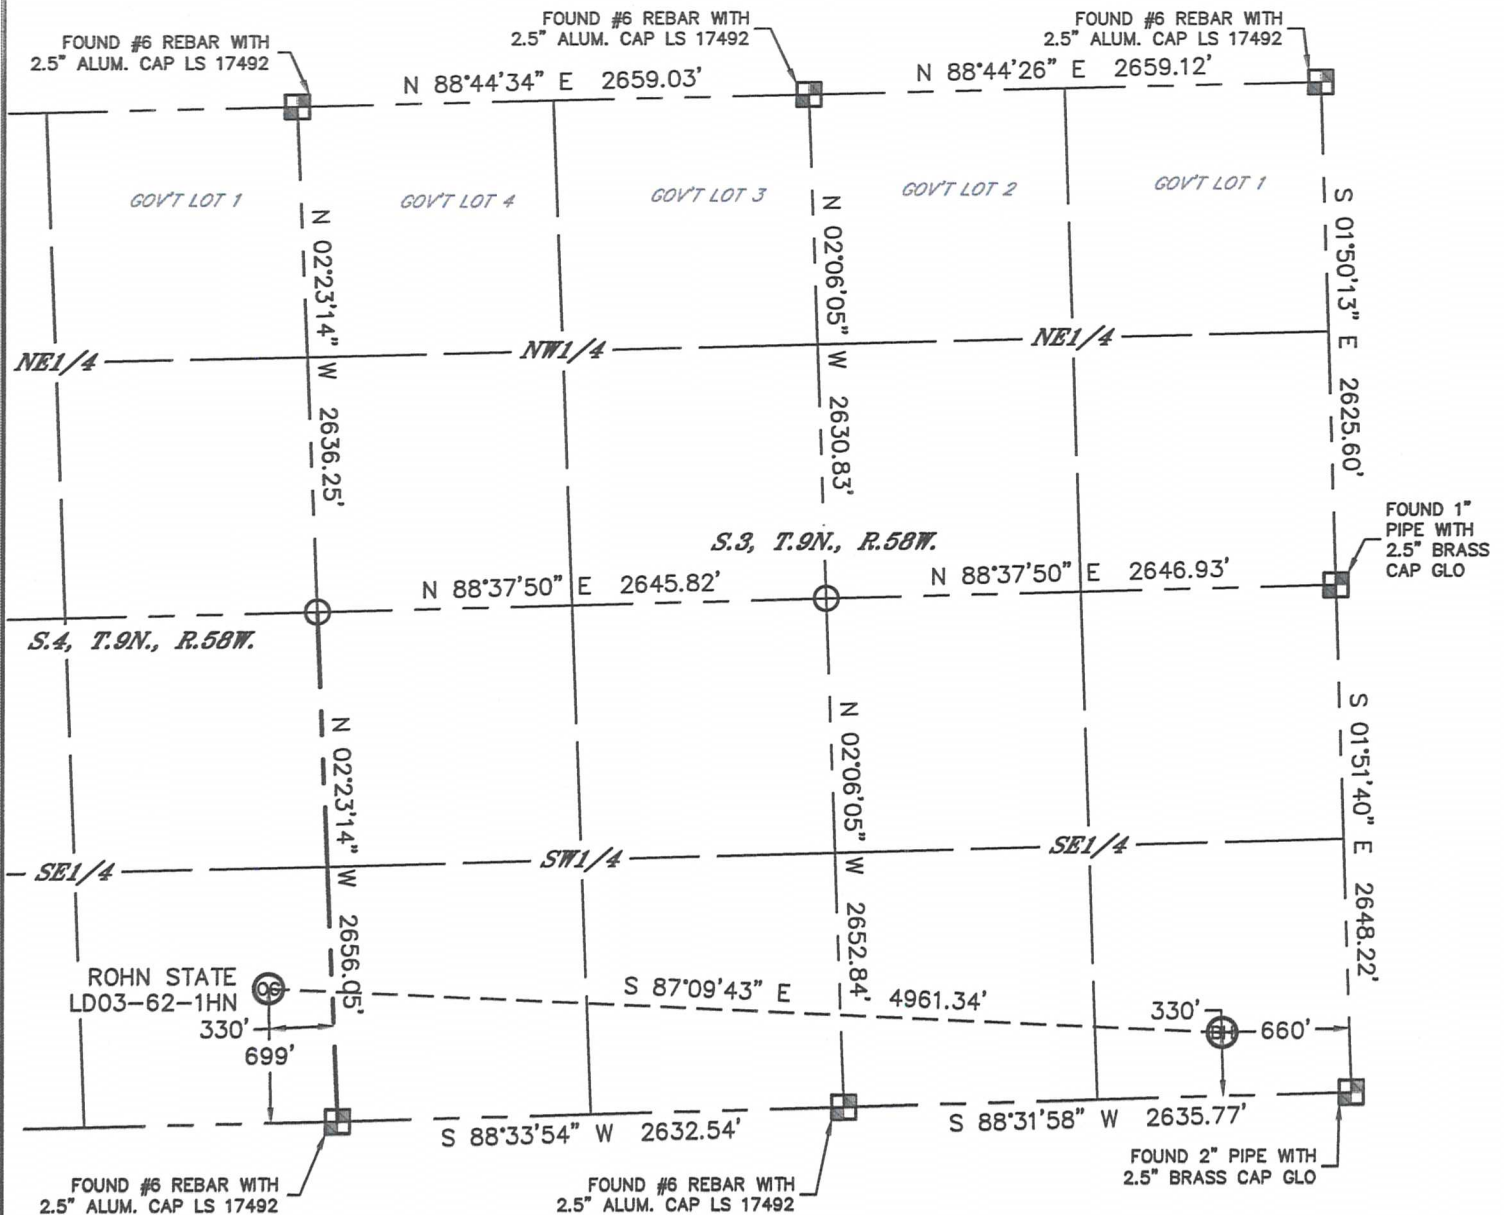 FOUND #6 REBAR WITH
2.5" ALUM. CAP LS 17492
FOUND #6 REBAR WITH
2.5" ALUM. CAP LS 17492
FOUND #6 REBAR WITH
2.5" ALUM. CAP LS 17492
N 88°44'34" E 2659.03'
N 88°44'26" E 2659.12'
GOV'T LOT 1
GOV'T LOT 4
GOV'T LOT 3
GOV'T LOT 2
GOV'T LOT 1
N 02°23'14" W 2636.25'
N 02°06'05" W 2630.83'
S 01°50'13" E 2625.60'
NE1/4
NW1/4
NE1/4
FOUND 1"
PIPE WITH
2.5" BRASS
CAP GLO
S.3, T.9N., R.58W.
N 88°37'50" E 2645.82'
N 88°37'50" E 2646.93'
S.4, T.9N., R.58W.
N 02°23'14" W 2656.05'
N 02°06'05" W 2652.84'
S 01°51'40" E 2648.22'
SE1/4
SW1/4
SE1/4
ROHN STATE
LD03-62-1HN
OG
S 87°09'43" E 4961.34'
330'
699'
330'
BH
660'
S 88°33'54" W 2632.54'
S 88°31'58" W 2635.77'
FOUND #6 REBAR WITH
2.5" ALUM. CAP LS 17492
FOUND #6 REBAR WITH
2.5" ALUM. CAP LS 17492
FOUND 2" PIPE WITH
2.5" BRASS CAP GLO